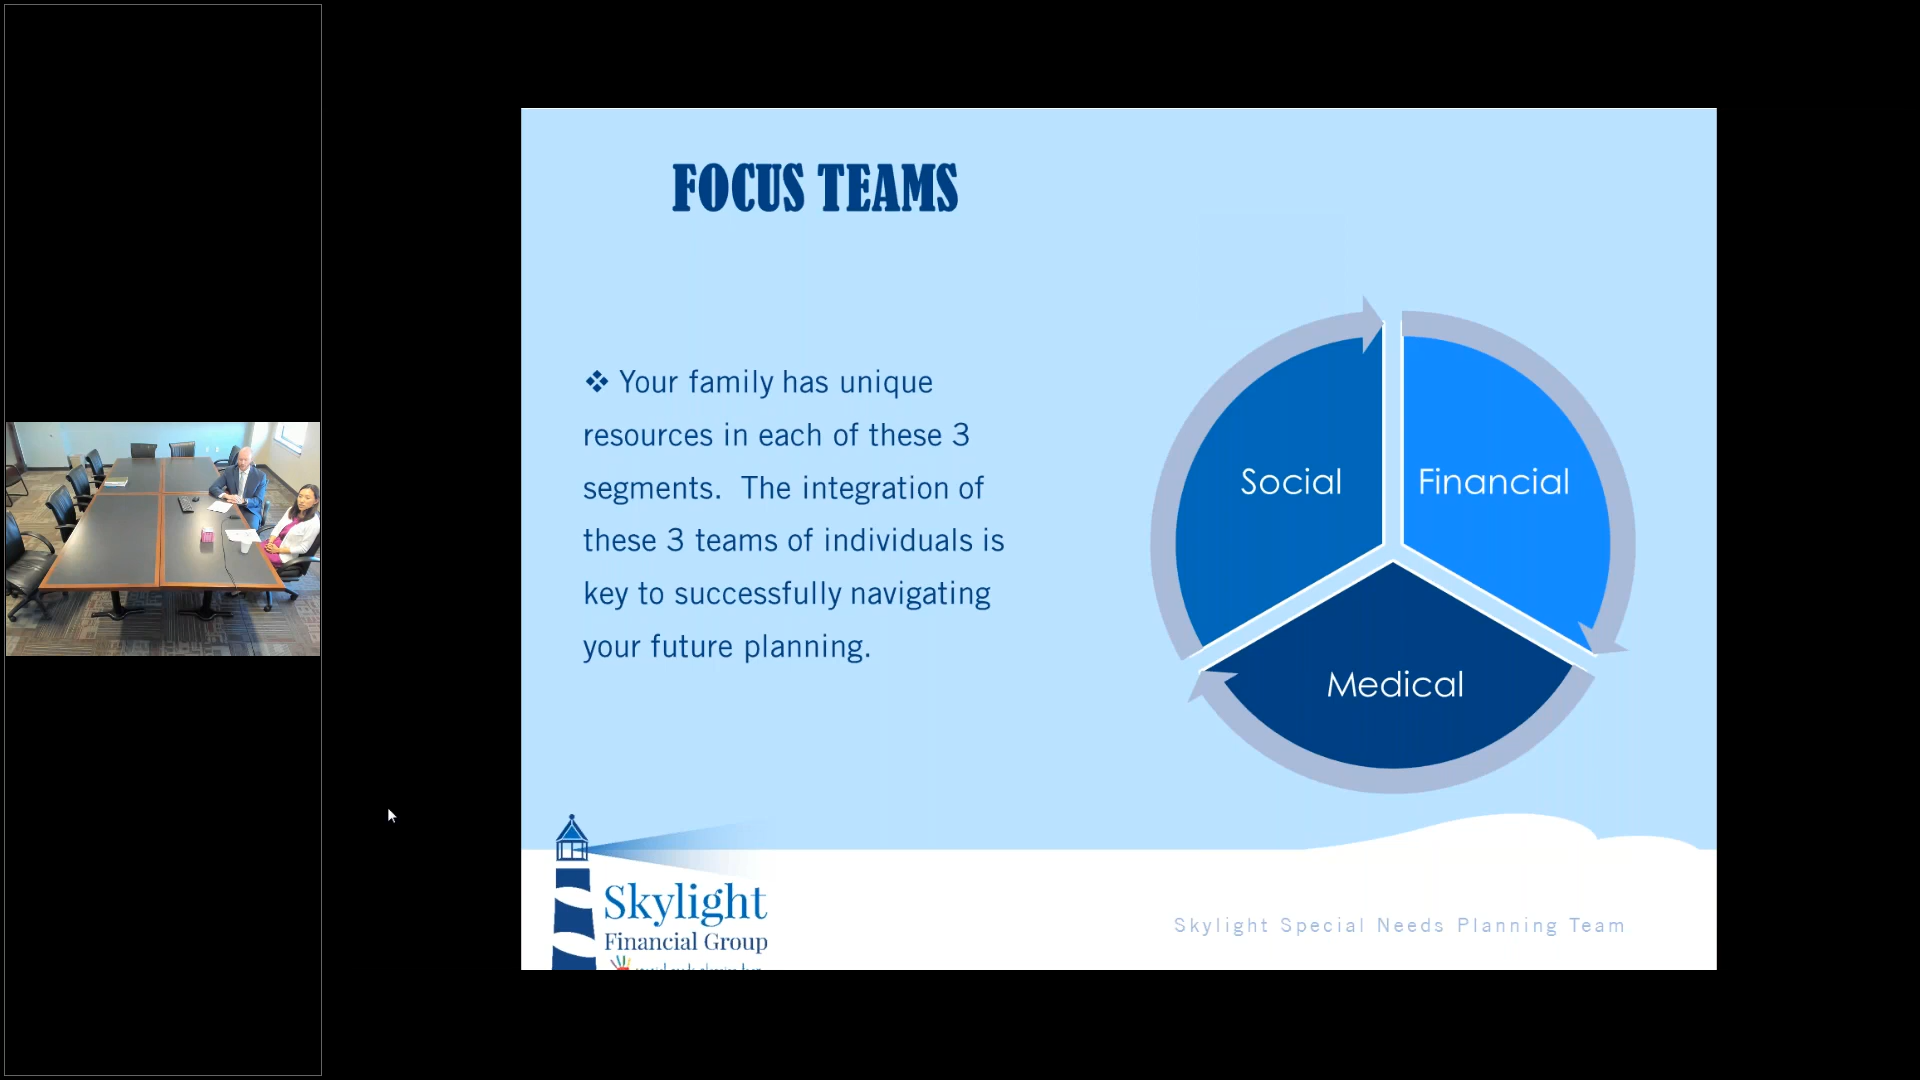 FOCUS TEAMS
❖ Your family has unique
resources in each of these 3
segments.  The integration of
these 3 teams of individuals is
key to successfully navigating
your future planning.
Social
Financial
Medical
Skylight
Financial Group
Skylight Special Needs Planning Team